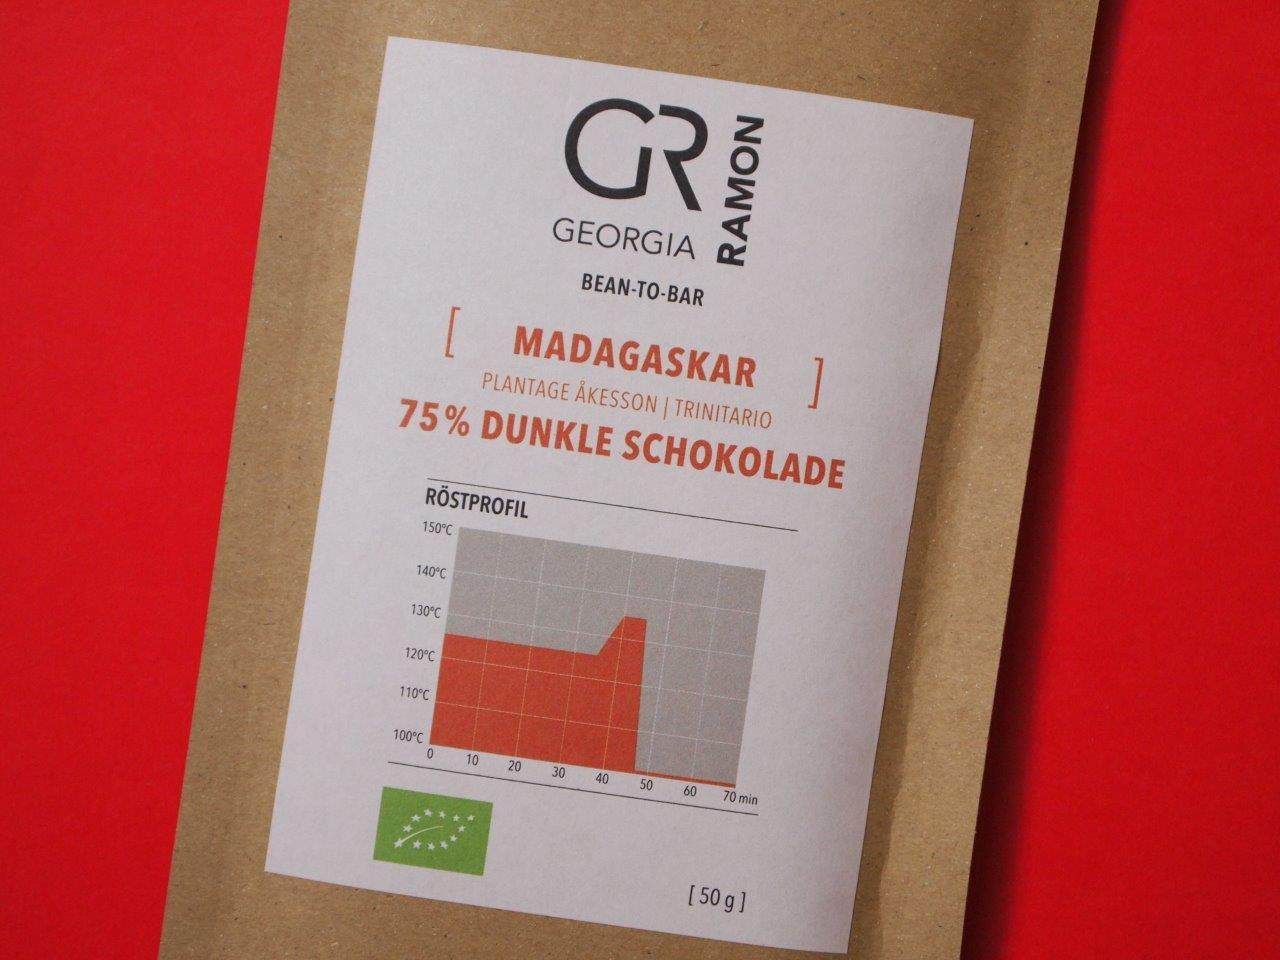 GR
GEORGIA
RAMON
BEAN-TO-BAR
[ MADAGASKAR ]
PLANTAGE ÅKESSON | TRINITARIO
75% DUNKLE SCHOKOLADE
RÖSTPROFIL
150°C
140°C
130°C
120°C
110°C
100°C
0 10 20 30 40 50 60 70 min
[ 50 g ]